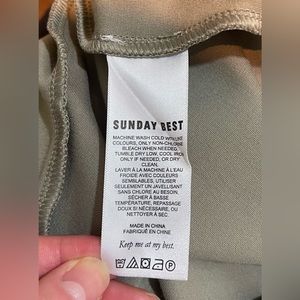 SUNDAY BEST
MACHINE WASH COLD WITH LIKE
COLOURS, ONLY NON-CHLORINE
BLEACH WHEN NEEDED,
TUMBLE DRY LOW, COOL IRON
ONLY IF NEEDED, OR DRY
CLEAN.
LAVER À LA MACHINE À L'EAU
FROIDE AVEC COULEURS
SEMBLABLES, UTILISER
SEULEMENT UN JAVELLISANT
SANS CHLORE AU BESOIN,
SÉCHER À BASSE
TEMPÉRATURE, REPASSAGE
DOUX SI NÉCESSAIRE, OU
NETTOYER À SEC.
MADE IN CHINA
FABRIQUÉ EN CHINE
Keep me at my best.